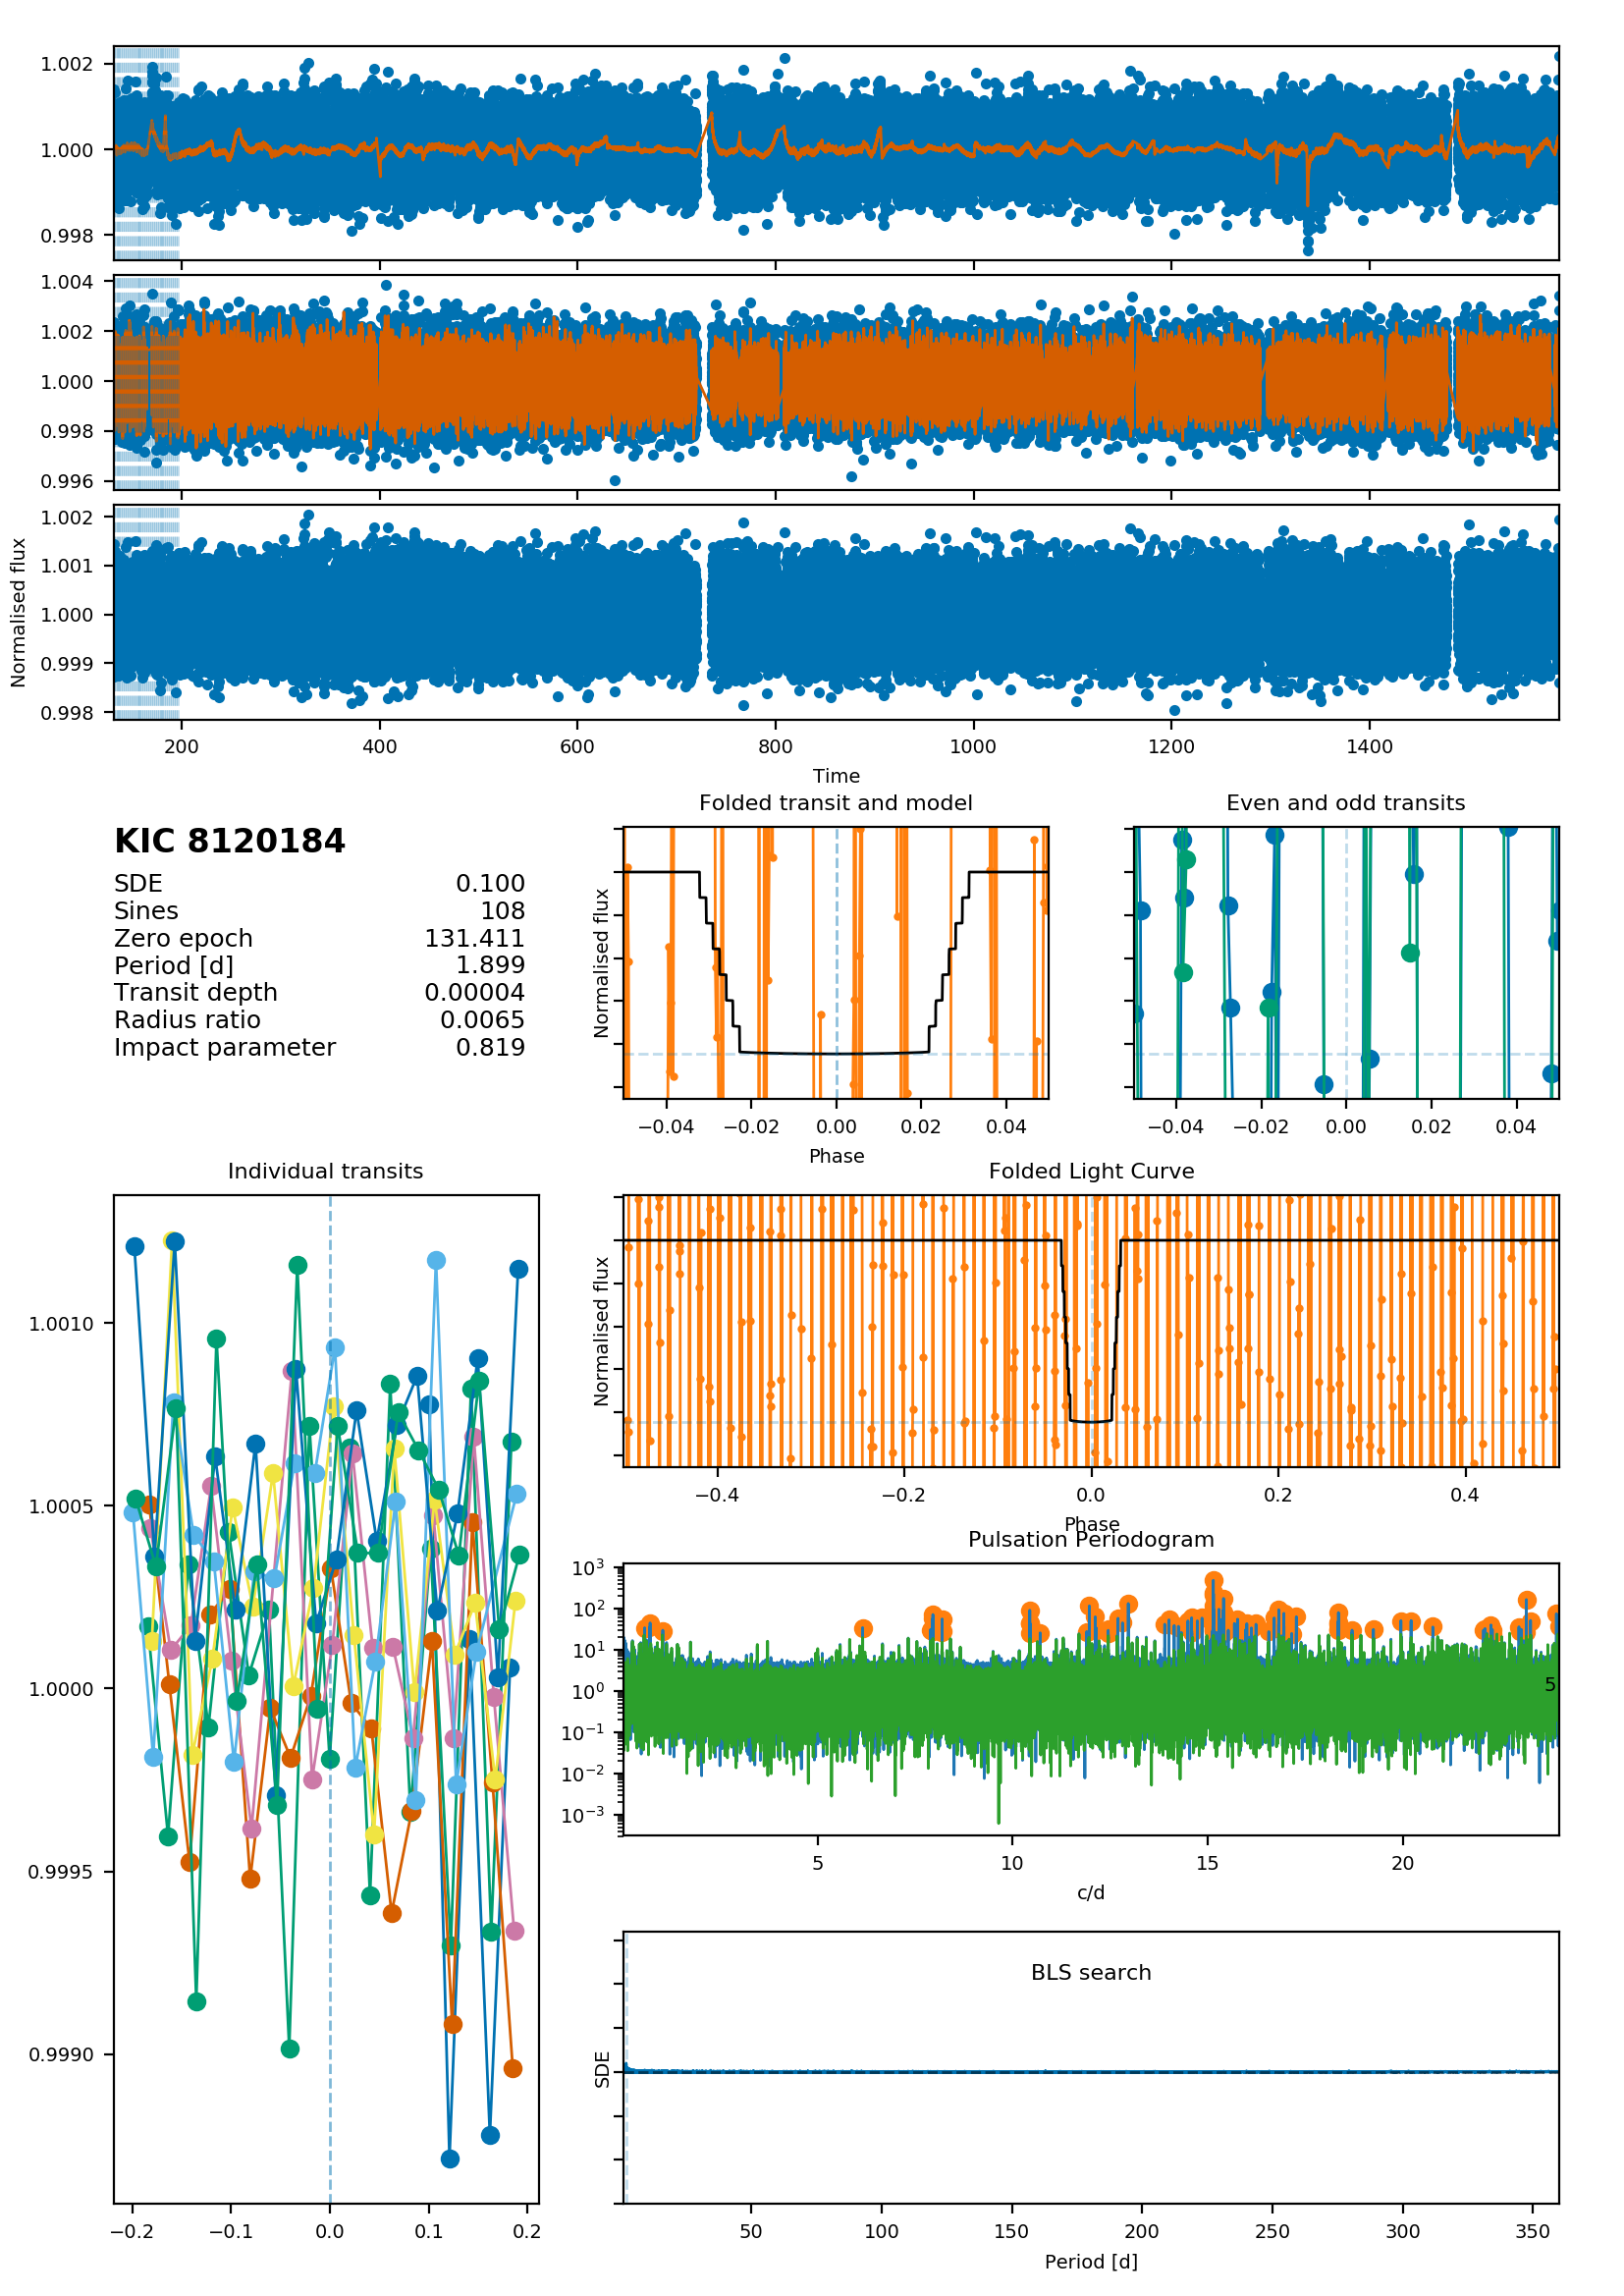 1.002
1.000
0.998
1.004
1.002
1.000
0.998
0.996
1.002
1.001
1.000
0.999
0.998
Normalised flux
200 400 600 800 1000 1200 1400
Time
KIC 8120184
SDE 0.100
Sines 108
Zero epoch 131.411
Period [d] 1.899
Transit depth 0.00004
Radius ratio 0.0065
Impact parameter 0.819
Folded transit and model
Normalised flux
−0.04 −0.02 0.00 0.02 0.04
Phase
Even and odd transits
−0.04 −0.02 0.00 0.02 0.04
Individual transits
1.0010
1.0005
1.0000
0.9995
0.9990
−0.2 −0.1 0.0 0.1 0.2
Folded Light Curve
Normalised flux
−0.4 −0.2 0.0 0.2 0.4
Phase
Pulsation Periodogram
10³
10²
10¹
10⁰
10⁻¹
10⁻²
10⁻³
5
5 10 15 20
c/d
BLS search
SDE
50 100 150 200 250 300 350
Period [d]